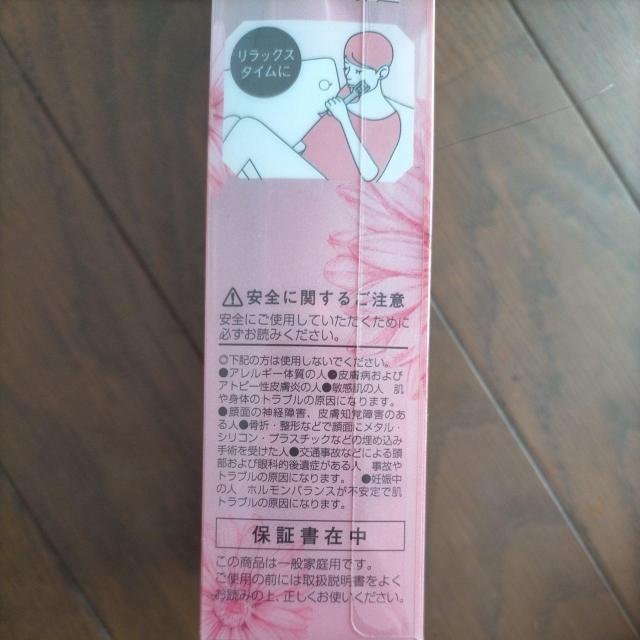 リラックス
タイムに
安全に関するご注意
安全にご使用していただくために
必ずお読みください。
◎下記の方は使用しないでください。
●アレルギー体質の人●皮膚病および
アトピー性皮膚炎の人●敏感肌の人 肌
や身体のトラブルの原因になります。
●顔面の神経障害、皮膚知覚障害のあ
る人●骨折・整形などで顔面にメタル・
シリコン・プラスチックなどの埋め込み
手術を受けた人●交通事故などによる頭
部および眼科的後遺症がある人 事故や
トラブルの原因になります。 ●妊娠中
の人 ホルモンバランスが不安定で肌
トラブルの原因になります。
保証書在中
この商品は一般家庭用です。
ご使用の前には取扱説明書をよく
お読みの上、正しくお使いください。